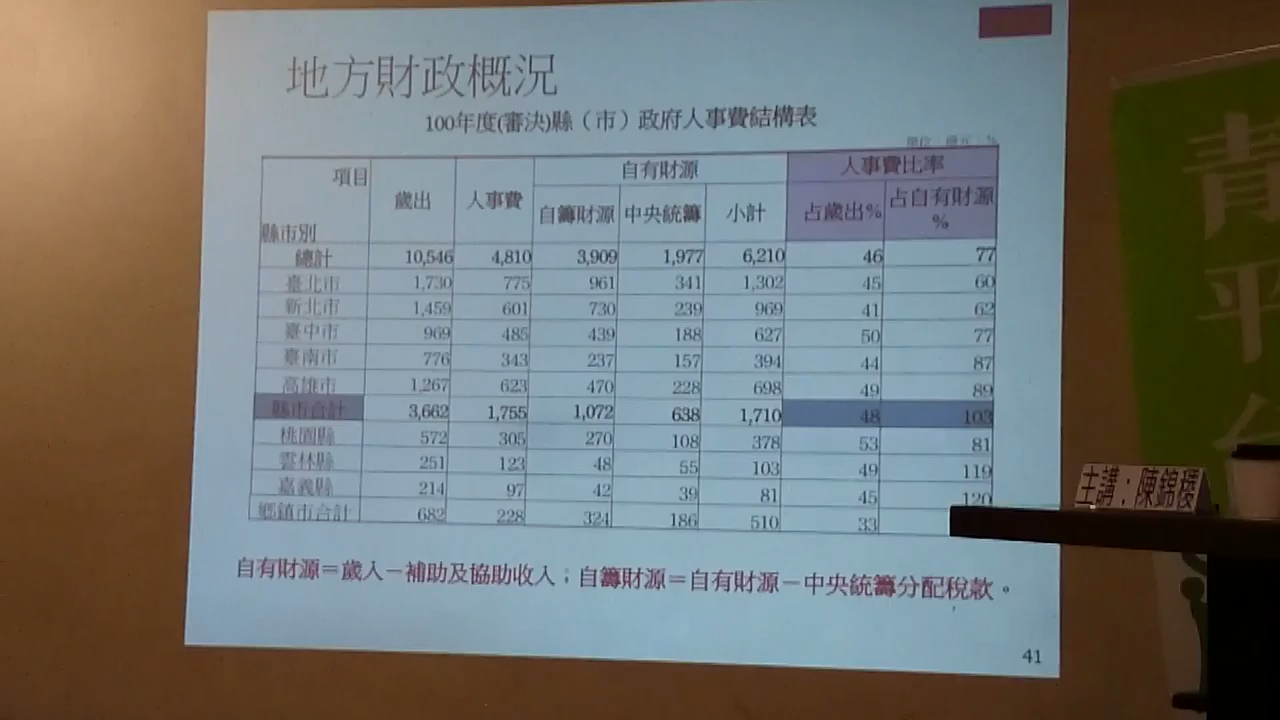 地方財政概況
100年度(審決)縣（市）政府人事費結構表
單位：億元；%
項目 縣市別 歲出 人事費 自有財源 人事費比率
自籌財源 中央統籌 小計 占歲出% 占自有財源%
總計 10,546 4,810 3,909 1,977 6,210 46 77
臺北市 1,730 775 961 341 1,302 45 60
新北市 1,459 601 730 239 969 41 62
臺中市 969 485 439 188 627 50 77
臺南市 776 343 237 157 394 44 87
高雄市 1,267 623 470 228 698 49 89
縣市合計 3,662 1,755 1,072 638 1,710 48 103
桃園縣 572 305 270 108 378 53 81
雲林縣 251 123 48 55 103 49 119
嘉義縣 214 97 42 39 81 45 120
鄉鎮市合計 682 228 324 186 510 33
自有財源＝歲入－補助及協助收入；自籌財源＝自有財源－中央統籌分配稅款。
41
青平台
主講：陳錦稷